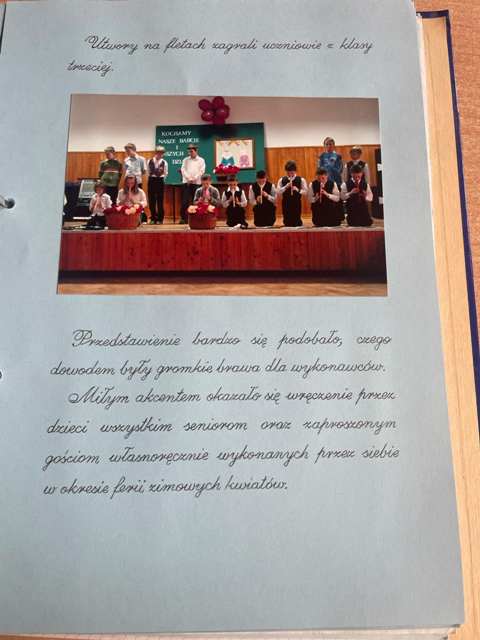 Utwory na fletach zagrali uczniowie z klasy
trzeciej.
KOCHAMY
NASZE BABCIE
I
Przedstawienie bardzo się podobało, czego
dowodem były gromkie brawa dla wykonawców.
Miłym akcentem okazało się wręczenie przez
dzieci wszystkim seniorom oraz zaproszonym
gościom własnoręcznie wykonanych przez siebie
w okresie ferii zimowych kwiatów.